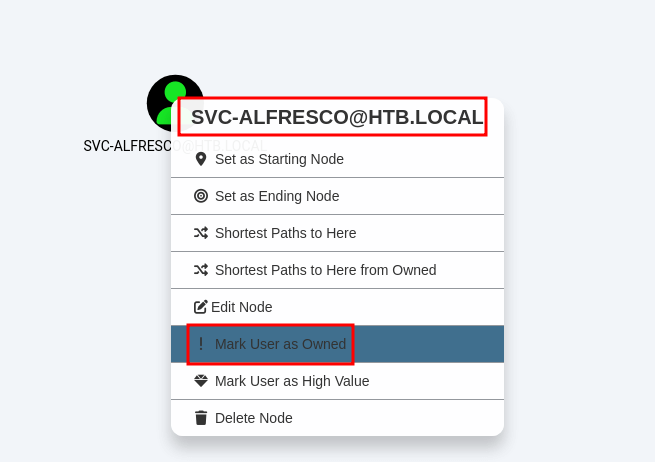 SVC-ALFRESCO@HTB.LOCAL
SVC-ALFRESCO@HTB.LOCAL
Set as Starting Node
Set as Ending Node
Shortest Paths to Here
Shortest Paths to Here from Owned
Edit Node
Mark User as Owned
Mark User as High Value
Delete Node